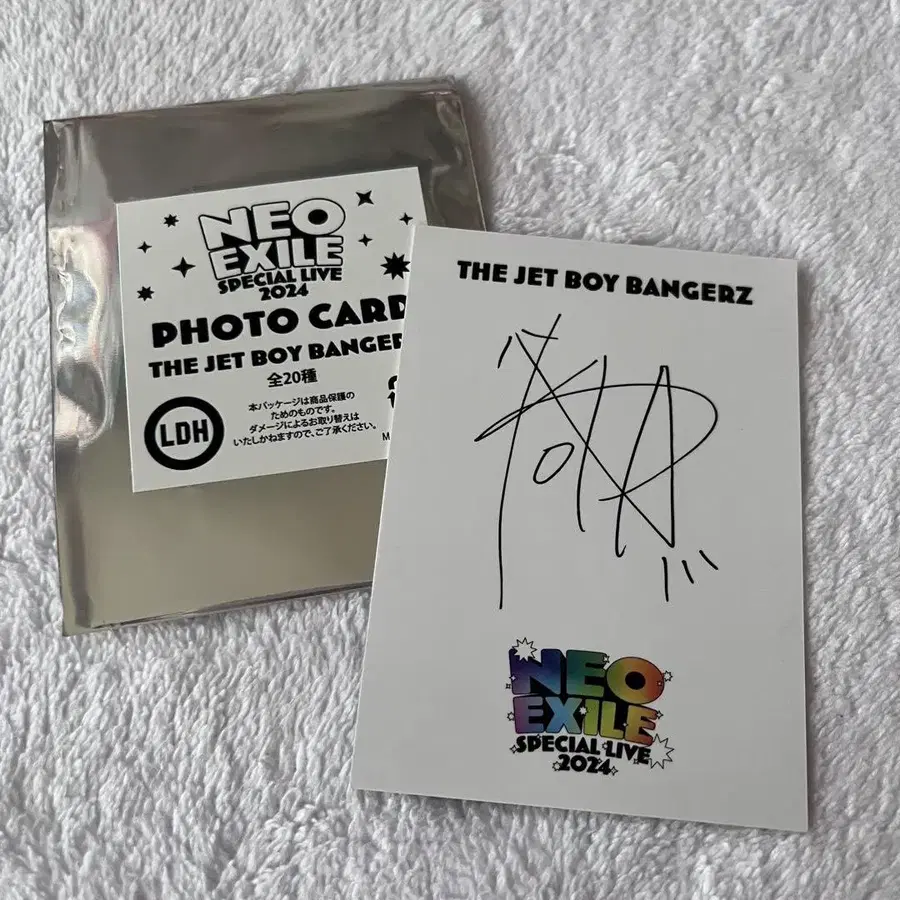 NEO
EXILE
SPECIAL LIVE
2024
PHOTO CARD
THE JET BOY BANGER
全20種
LDH
本パッケージは商品保護の
ためのものです。
ダメージによるお取り替えは
いたしかねますので、ご了承ください。
M
THE JET BOY BANGERZ
NEO
EXILE
SPECIAL LIVE
2024